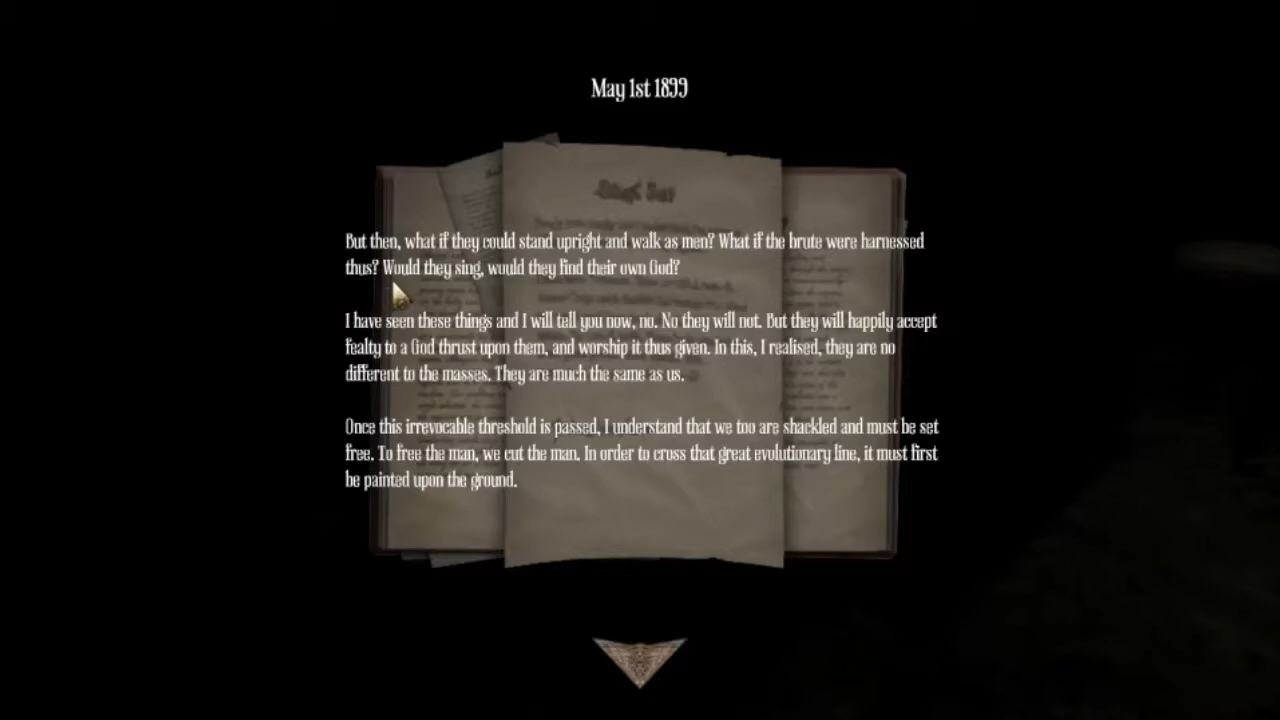 May 1st 1899
But then, what if they could stand upright and walk as men? What if the brute were harnessed
thus? Would they sing, would they find their own God?
I have seen these things and I will tell you now, no. No they will not. But they will happily accept
fealty to a God thrust upon them, and worship it thus given. In this, I realised, they are no
different to the masses. They are much the same as us.
Once this irrevocable threshold is passed, I understand that we too are shackled and must be set
free. To free the man, we cut the man. In order to cross that great evolutionary line, it must first
be painted upon the ground.